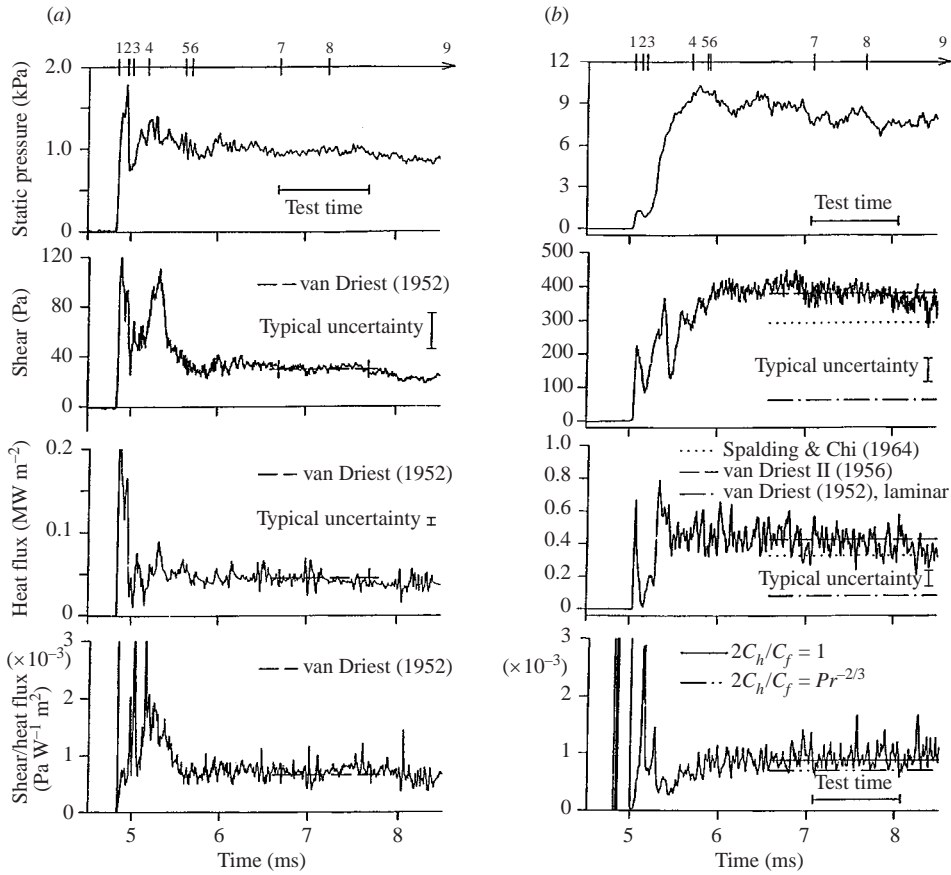 (a)
1 2 3 4 5 6 7 8 9
2.0
1.0
0
Static pressure (kPa)
Test time
120
80
40
0
Shear (Pa)
van Driest (1952)
Typical uncertainty
0.2
0.1
0
Heat flux (MW m−2)
van Driest (1952)
Typical uncertainty
(×10−3)
3
2
1
0
Shear/heat flux
(Pa W−1 m2)
van Driest (1952)
5 6 7 8
Time (ms)
(b)
1 2 3 4 5 6 7 8 9
12
9
6
3
0
Test time
500
400
300
200
100
0
Typical uncertainty
1.0
0.8
0.6
0.4
0.2
0
Spalding & Chi (1964)
van Driest II (1956)
van Driest (1952), laminar
Typical uncertainty
(×10−3)
3
2
1
0
2Ch/Cf = 1
2Ch/Cf = Pr−2/3
Test time
5 6 7 8
Time (ms)